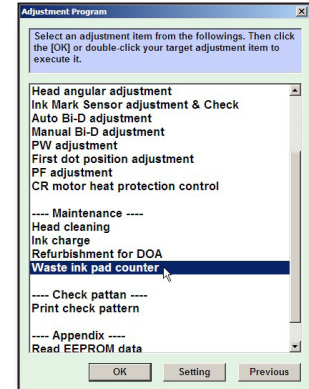 Adjustment Program
Select an adjustment item from the followings. Then click
the [OK] or double-click your target adjustment item to
execute it.
Head angular adjustment
Ink Mark Sensor adjustment & Check
Auto Bi-D adjustment
Manual Bi-D adjustment
PW adjustment
First dot position adjustment
PF adjustment
CR motor heat protection control
---- Maintenance ----
Head cleaning
Ink charge
Refurbishment for DOA
Waste ink pad counter
---- Check pattan ----
Print check pattern
---- Appendix ----
Read EEPROM data
OK Setting Previous